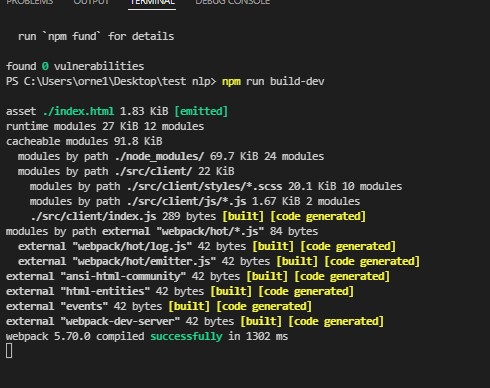 PROBLEMS OUTPUT TERMINAL DEBUG CONSOLE
run `npm fund` for details
found 0 vulnerabilities
PS C:\Users\orne1\Desktop\test nlp> npm run build-dev
asset ./index.html 1.83 KiB [emitted]
runtime modules 27 KiB 12 modules
cacheable modules 91.8 KiB
modules by path ./node_modules/ 69.7 KiB 24 modules
modules by path ./src/client/ 22 KiB
modules by path ./src/client/styles/*.scss 20.1 KiB 10 modules
modules by path ./src/client/js/*.js 1.67 KiB 2 modules
./src/client/index.js 289 bytes [built] [code generated]
modules by path external "webpack/hot/*.js" 84 bytes
external "webpack/hot/log.js" 42 bytes [built] [code generated]
external "webpack/hot/emitter.js" 42 bytes [built] [code generated]
external "ansi-html-community" 42 bytes [built] [code generated]
external "html-entities" 42 bytes [built] [code generated]
external "events" 42 bytes [built] [code generated]
external "webpack-dev-server" 42 bytes [built] [code generated]
webpack 5.70.0 compiled successfully in 1302 ms